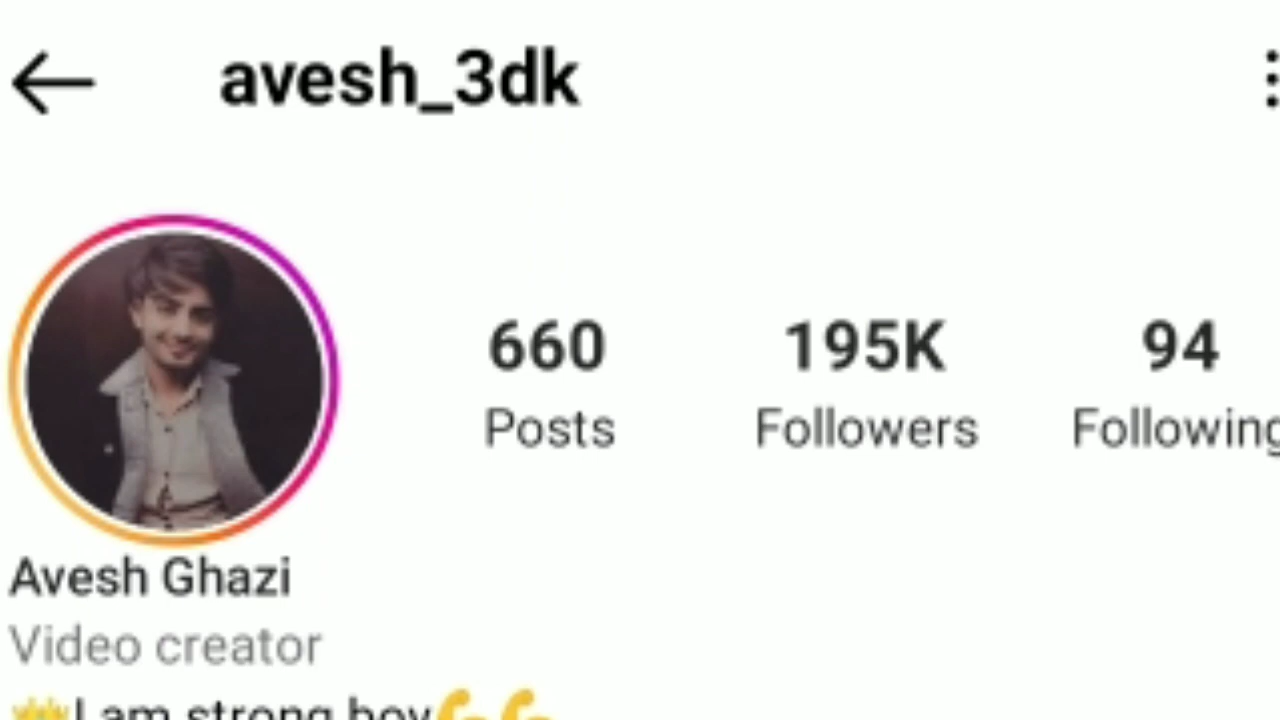 avesh_3dk
660 195K 94
Posts Followers Following
Avesh Ghazi
Video creator
I am strong boy